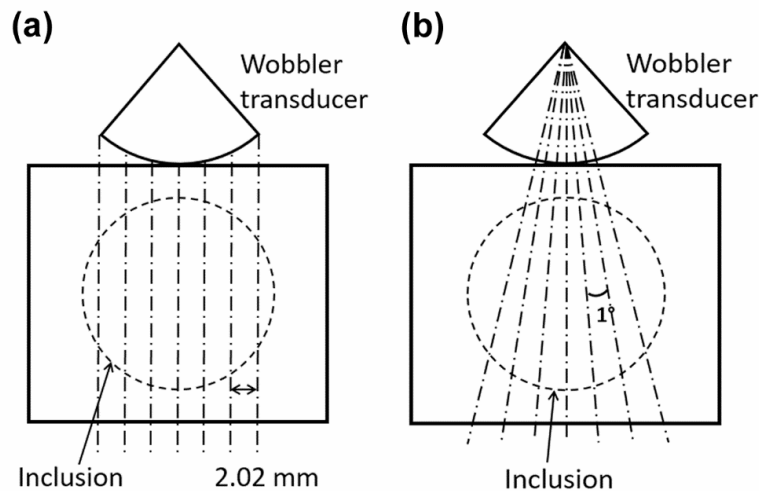 (a)
Wobbler
transducer
Inclusion
2.02 mm
(b)
Wobbler
transducer
1°
Inclusion